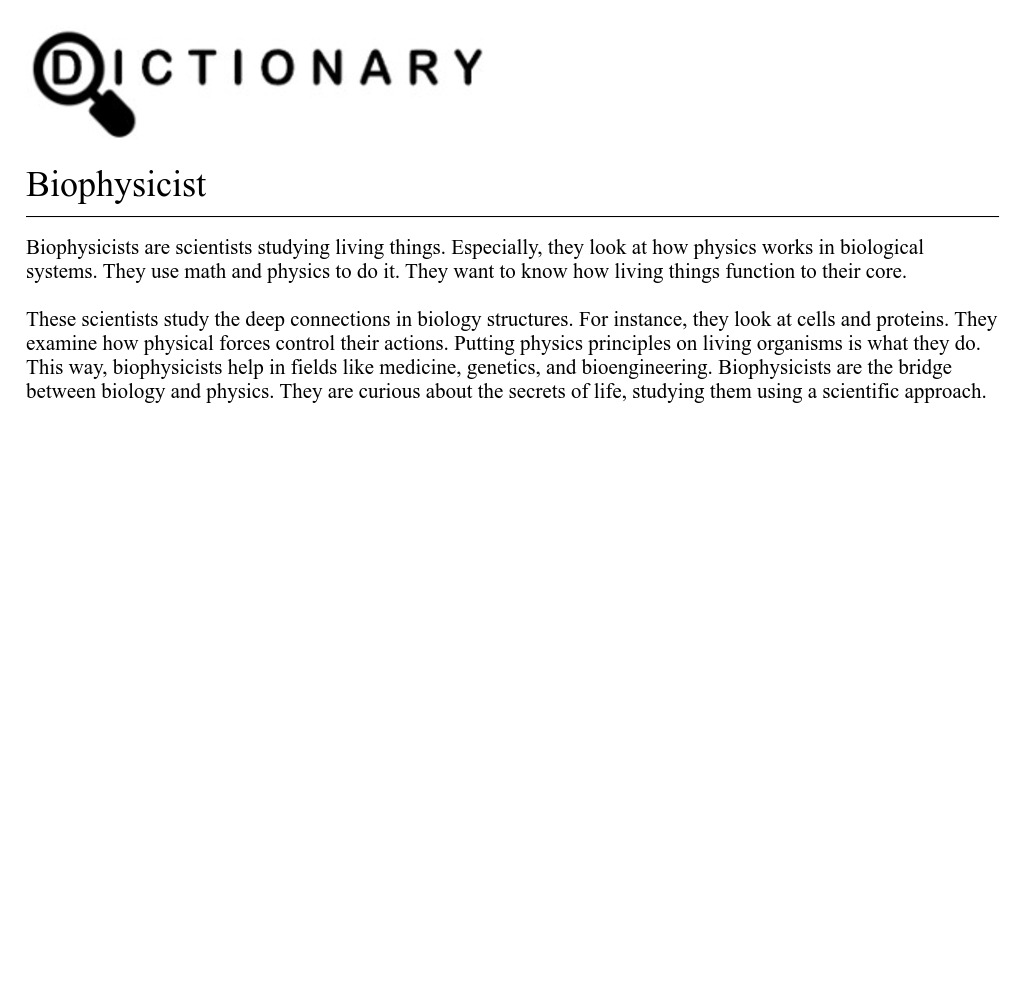 DICTIONARY
Biophysicist
Biophysicists are scientists studying living things. Especially, they look at how physics works in biological
systems. They use math and physics to do it. They want to know how living things function to their core.
These scientists study the deep connections in biology structures. For instance, they look at cells and proteins. They
examine how physical forces control their actions. Putting physics principles on living organisms is what they do.
This way, biophysicists help in fields like medicine, genetics, and bioengineering. Biophysicists are the bridge
between biology and physics. They are curious about the secrets of life, studying them using a scientific approach.